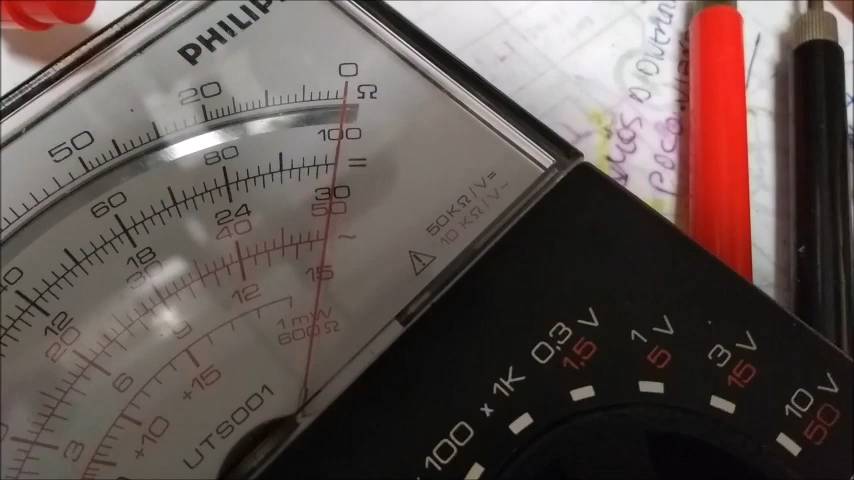 PHILIP
0
Ω
20
50
100
=
80
60
40
30
24
18
12
50
40
30
20
~
15
12
9
6
3
1 mW
600 Ω
+15
+10
UTS001
50 KΩ/V=
10 KΩ/V~
100
x 1K
0,3 V
1,5
1 V
5
3 V
15
10 V
50